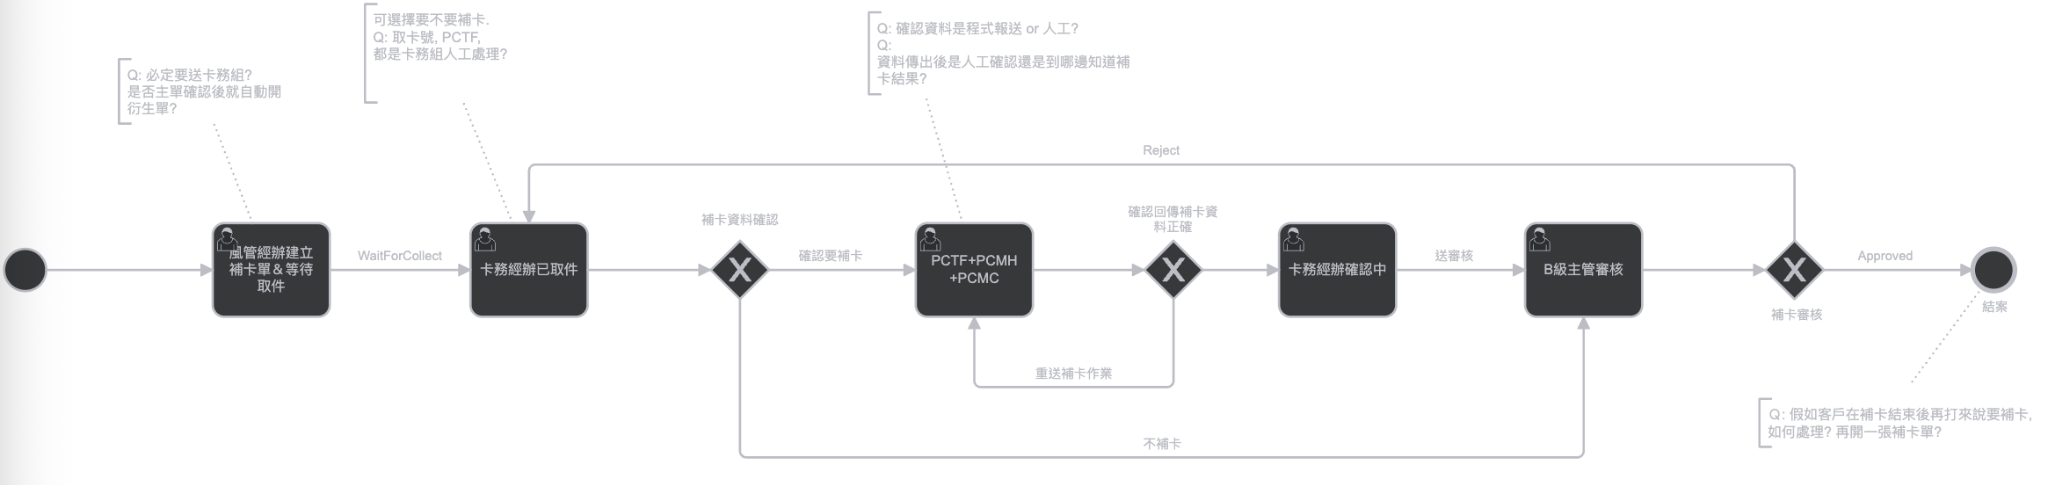 Q: 必定要送卡務組?
是否主單確認後就自動開
衍生單?
可選擇要不要補卡.
Q: 取卡號, PCTF,
都是卡務組人工處理?
Q: 確認資料是程式報送 or 人工?
Q:
資料傳出後是人工確認還是到哪邊知道補
卡結果?
Reject
風管經辦建立
補卡單＆等待
取件
WaitForCollect
卡務經辦已取件
補卡資料確認
X
確認要補卡
PCTF+PCMH
+PCMC
確認回傳補卡資
料正確
X
重送補卡作業
卡務經辦確認中
送審核
B級主管審核
X
補卡審核
Approved
結案
不補卡
Q: 假如客戶在補卡結束後再打來說要補卡,
如何處理? 再開一張補卡單?